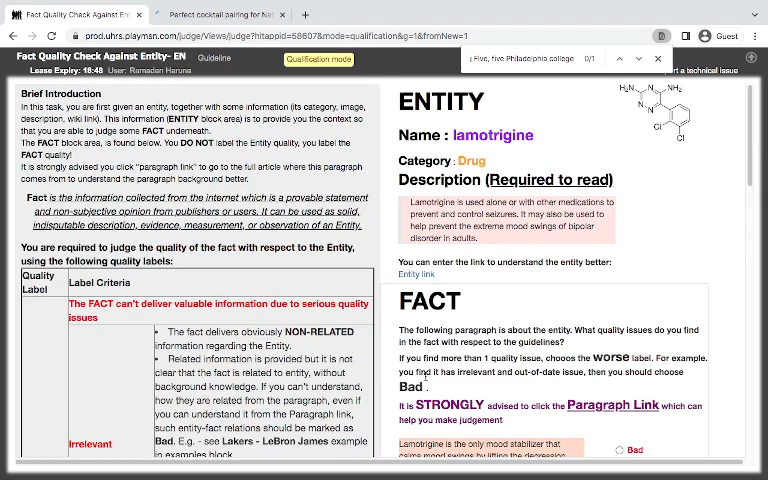 Fact Quality Check Against Entity
Perfect cocktail pairing for Nat
prod.uhrs.playmsn.com/judge/Views/judge?hitappid=58607&mode=qualification&g=1&fromNew=1
Guest
Fact Quality Check Against Entity- EN
Guideline
Qualification mode
Five, five Philadelphia college 0/1
Lease Expiry: 18:48 User: Ramadan Haruna
rt a technical issue
Brief Introduction
In this task, you are first given an entity, together with some information (its category, image,
description, wiki link). This information (ENTITY block area) is to provide you the context so
that you are able to judge some FACT underneath.
The FACT block area, is found below. You DO NOT label the Entity quality, you label the
FACT quality!
It is strongly advised you click "paragraph link" to go to the full article where this paragraph
comes from to understand the paragraph background better.
Fact is the information collected from the internet which is a provable statement
and non-subjective opinion from publishers or users. It can be used as solid,
indisputable description, evidence, measurement, or observation of an Entity.
You are required to judge the quality of the fact with respect to the Entity,
using the following quality labels:
Quality
Label
Label Criteria
The FACT can't deliver valuable information due to serious quality
issues
Irrelevant
• The fact delivers obviously NON-RELATED
information regarding the Entity.
• Related information is provided but it is not
clear that the fact is related to entity, without
background knowledge. If you can't understand,
how they are related from the paragraph, even if
you can understand it from the Paragraph link,
such entity-fact relations should be marked as
Bad. E.g. - see Lakers - LeBron James example
in examples block.
ENTITY
Name : lamotrigine
Category : Drug
Description (Required to read)
Lamotrigine is used alone or with other medications to
prevent and control seizures. It may also be used to
help prevent the extreme mood swings of bipolar
disorder in adults.
You can enter the link to understand the entity better:
Entity link
H₂N
N
NH₂
N
N
Cl
Cl
FACT
The following paragraph is about the entity. What quality issues do you find
in the fact with respect to the guidelines?
If you find more than 1 quality issue, chooos the worse label. For example.
you find it has irrelevant and out-of-date issue, then you should choose
Bad .
It is STRONGLY advised to click the Paragraph Link which can
help you make judgement
Lamotrigine is the only mood stabilizer that
calms mood swings by lifting the depression
Bad